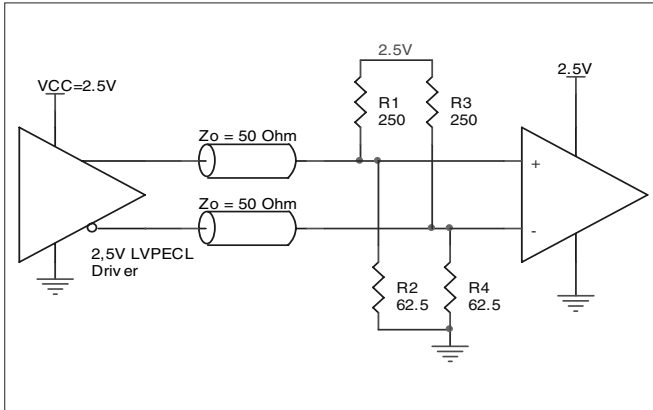 2.5V
VCC=2.5V
2.5V
R1
250
R3
250
Zo = 50 Ohm
+
Zo = 50 Ohm
-
2,5V LVPECL
Driver
R2
62.5
R4
62.5